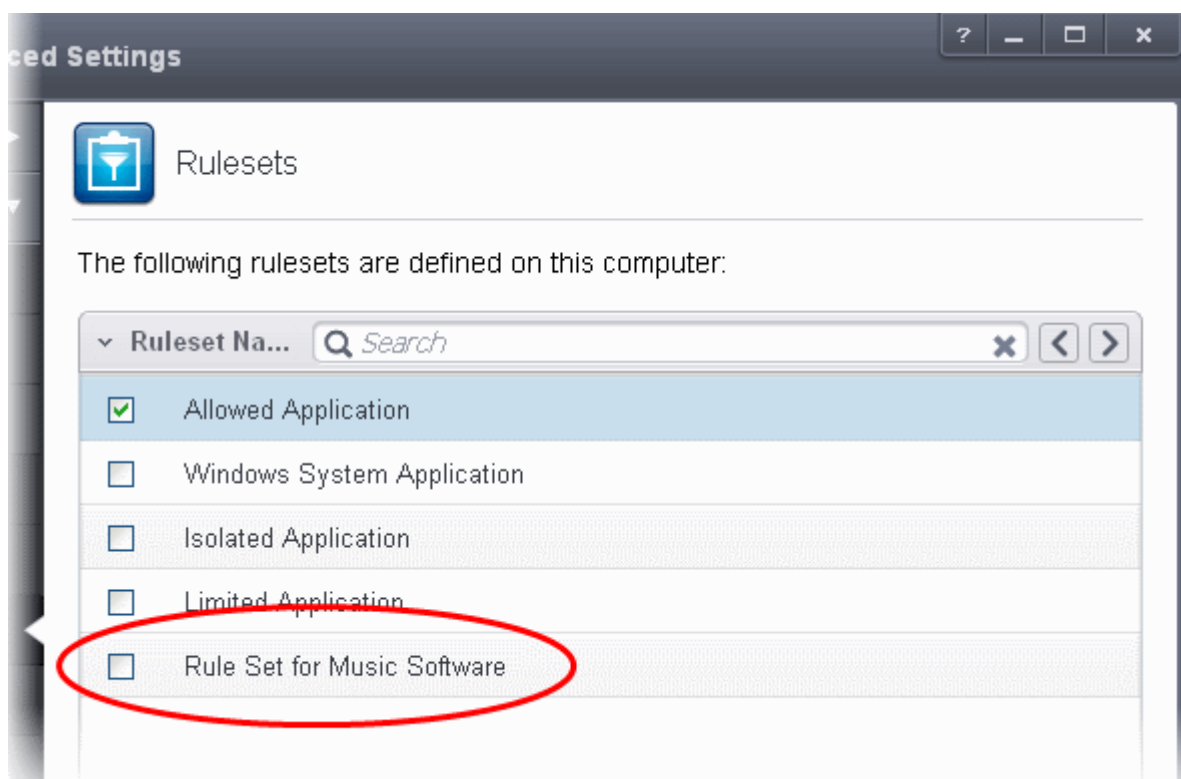 ced Settings
?
Rulesets
The following rulesets are defined on this computer:
Ruleset Na... Search
Allowed Application
Windows System Application
Isolated Application
Limited Application
Rule Set for Music Software